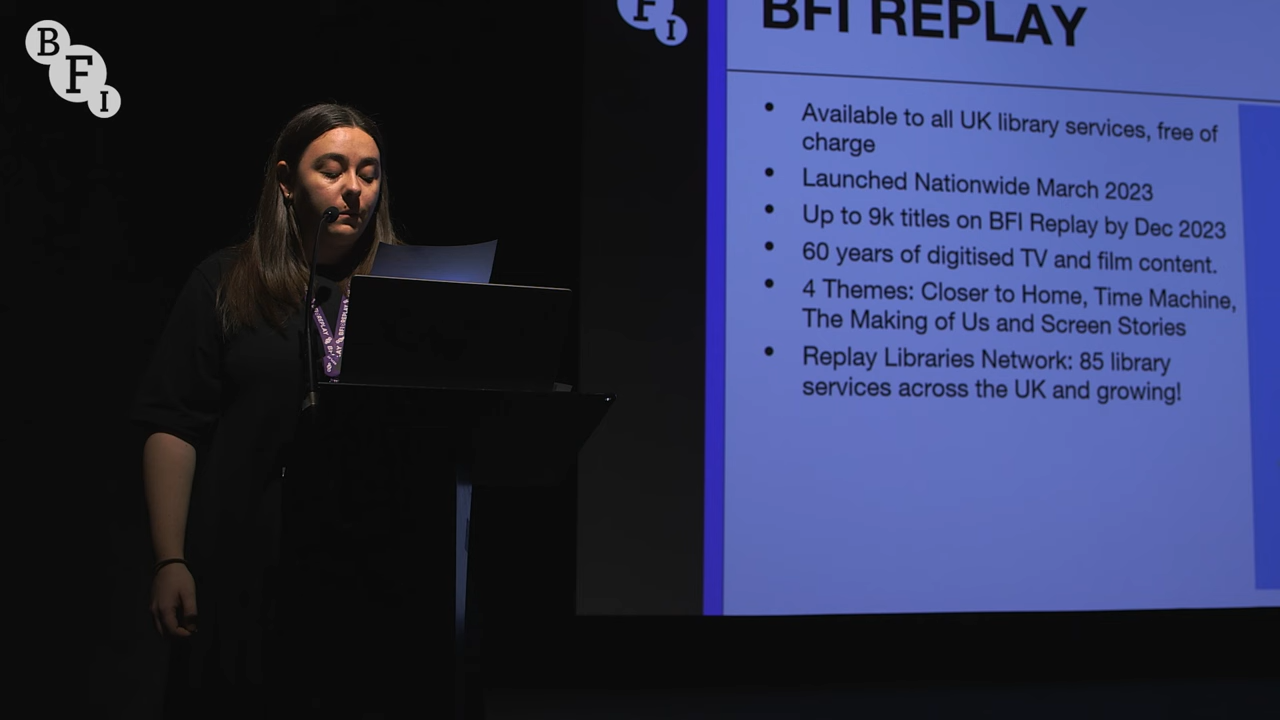 BFI
FI
BFI REPLAY
• Available to all UK library services, free of
charge
• Launched Nationwide March 2023
• Up to 9k titles on BFI Replay by Dec 2023
• 60 years of digitised TV and film content.
• 4 Themes: Closer to Home, Time Machine,
The Making of Us and Screen Stories
• Replay Libraries Network: 85 library
services across the UK and growing!